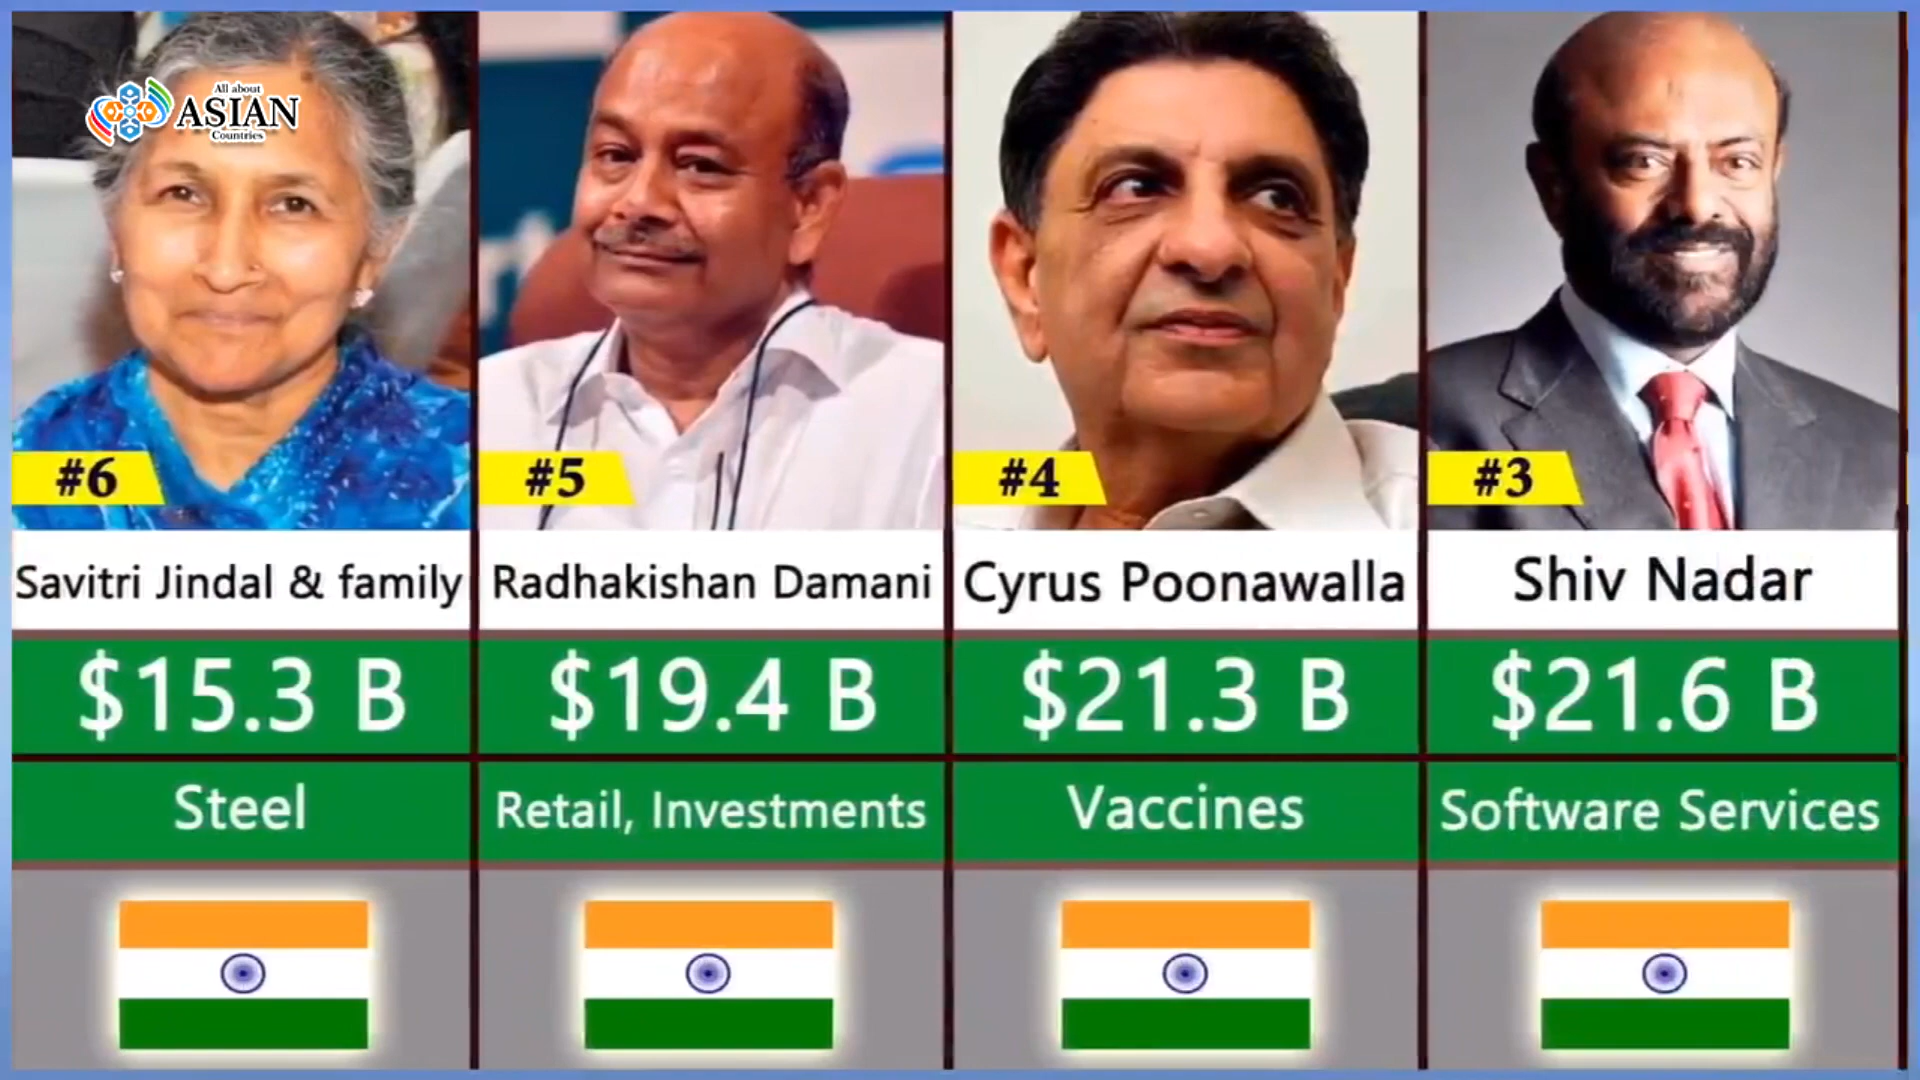 All about
ASIAN
Countries
#6
#5
#4
#3
Savitri Jindal & family
Radhakishan Damani
Cyrus Poonawalla
Shiv Nadar
$15.3 B
$19.4 B
$21.3 B
$21.6 B
Steel
Retail, Investments
Vaccines
Software Services